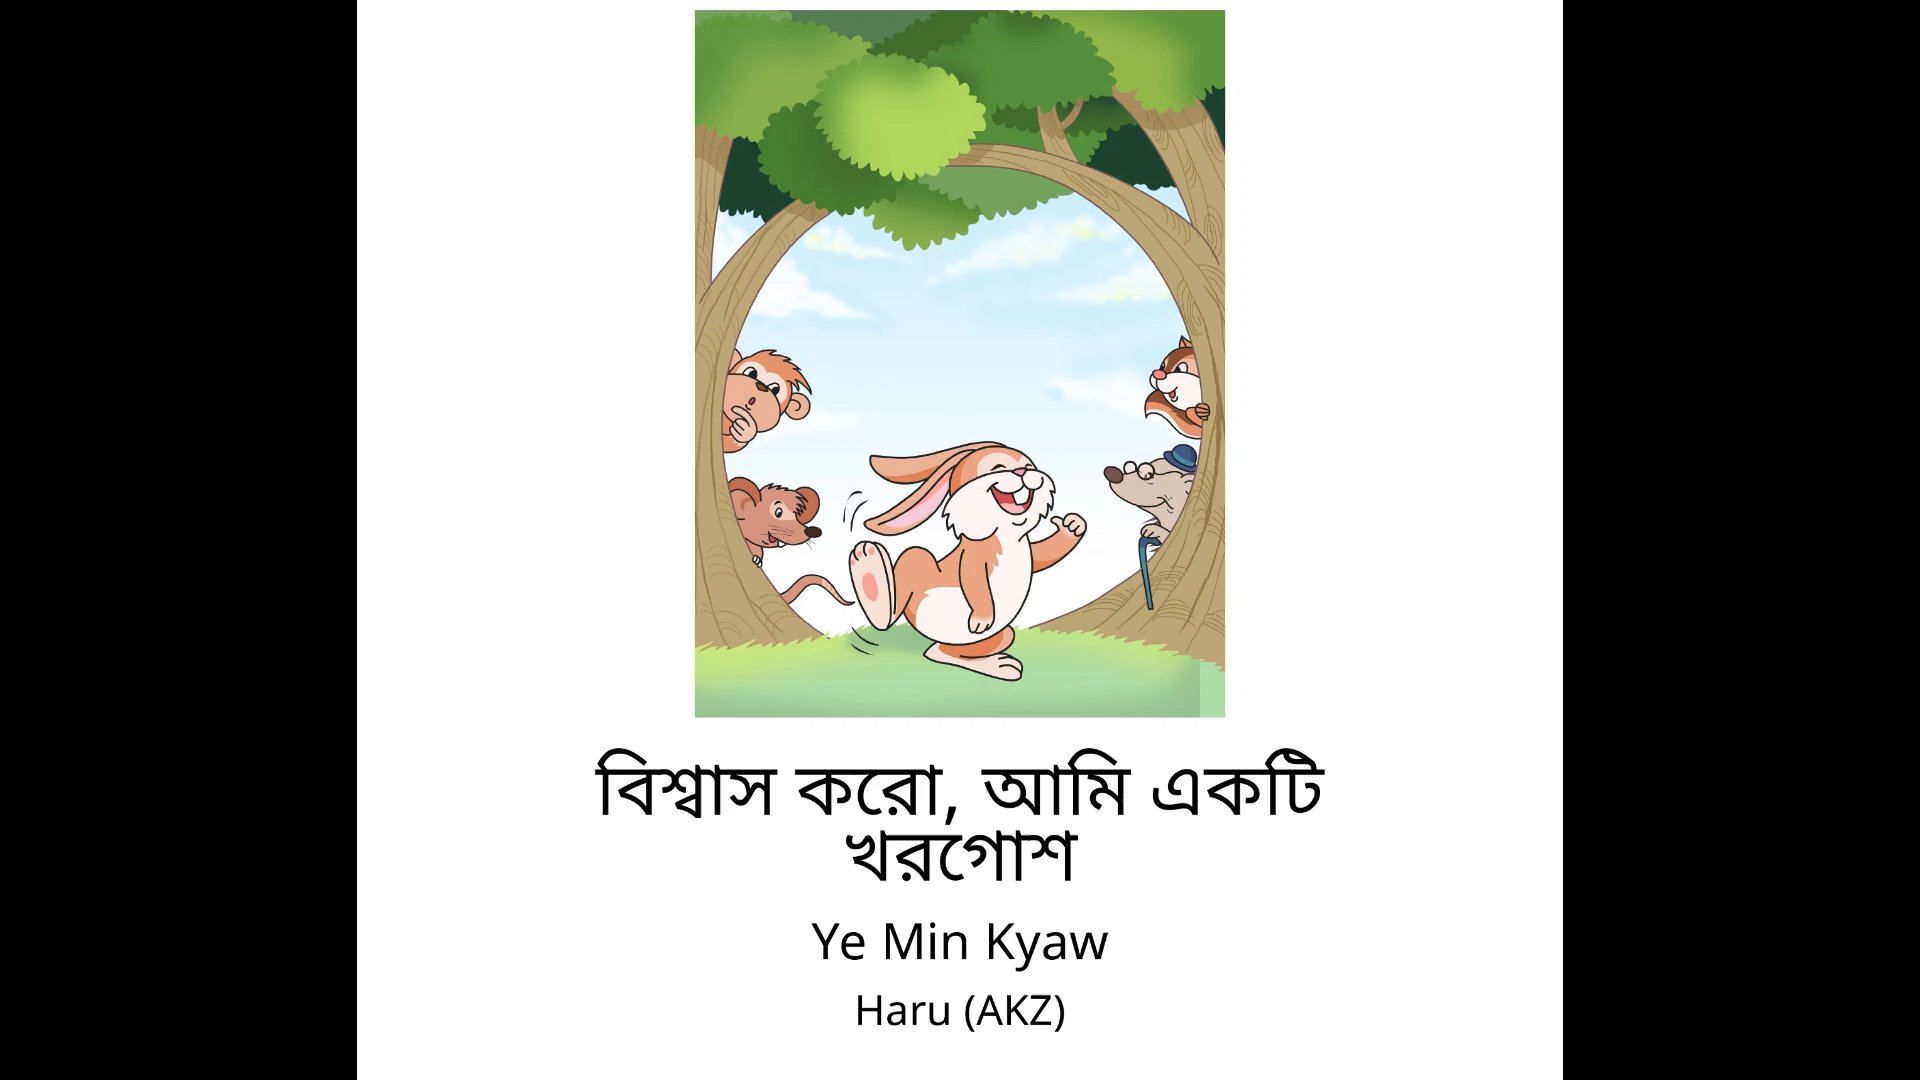 বিশ্বাস করো, আমি একটি
খরগোশ
Ye Min Kyaw
Haru (AKZ)